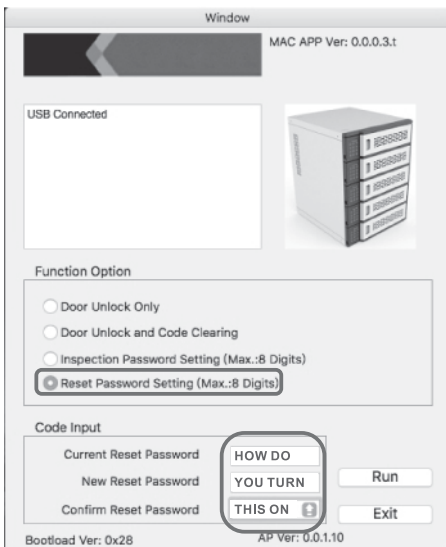 Window
MAC APP Ver: 0.0.0.3.t
USB Connected
Function Option
Door Unlock Only
Door Unlock and Code Clearing
Inspection Password Setting (Max.:8 Digits)
Reset Password Setting (Max.:8 Digits)
Code Input
Current Reset Password HOW DO
New Reset Password YOU TURN
Run
Confirm Reset Password THIS ON
Exit
Bootload Ver: 0x28
AP Ver: 0.0.1.10